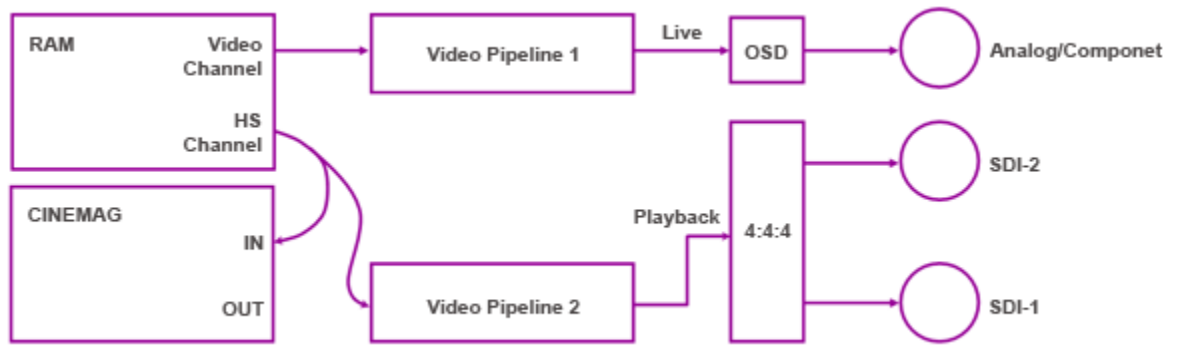 RAM
Video
Channel
HS
Channel
Video Pipeline 1
Live
OSD
Analog/Componet
CINEMAG
IN
OUT
Video Pipeline 2
Playback
4:4:4
SDI-2
SDI-1